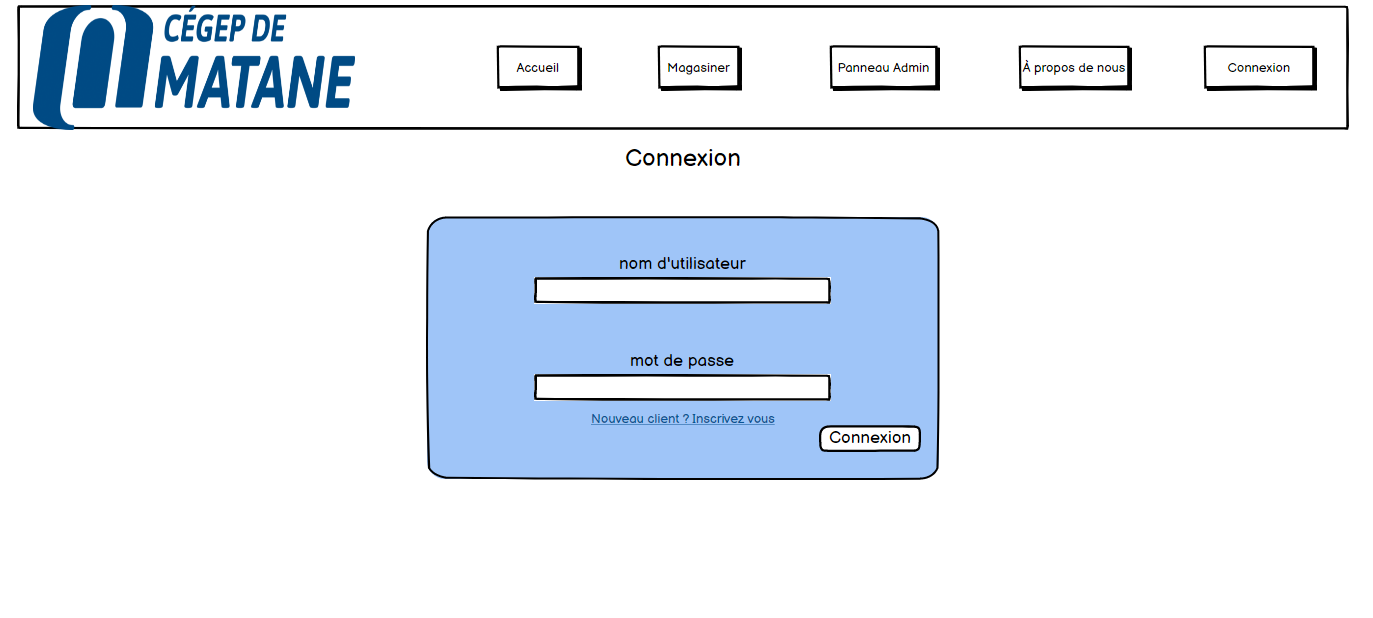 CÉGEP DE
MATANE
Accueil
Magasiner
Panneau Admin
À propos de nous
Connexion
Connexion
nom d'utilisateur
mot de passe
Nouveau client ? Inscrivez vous
Connexion